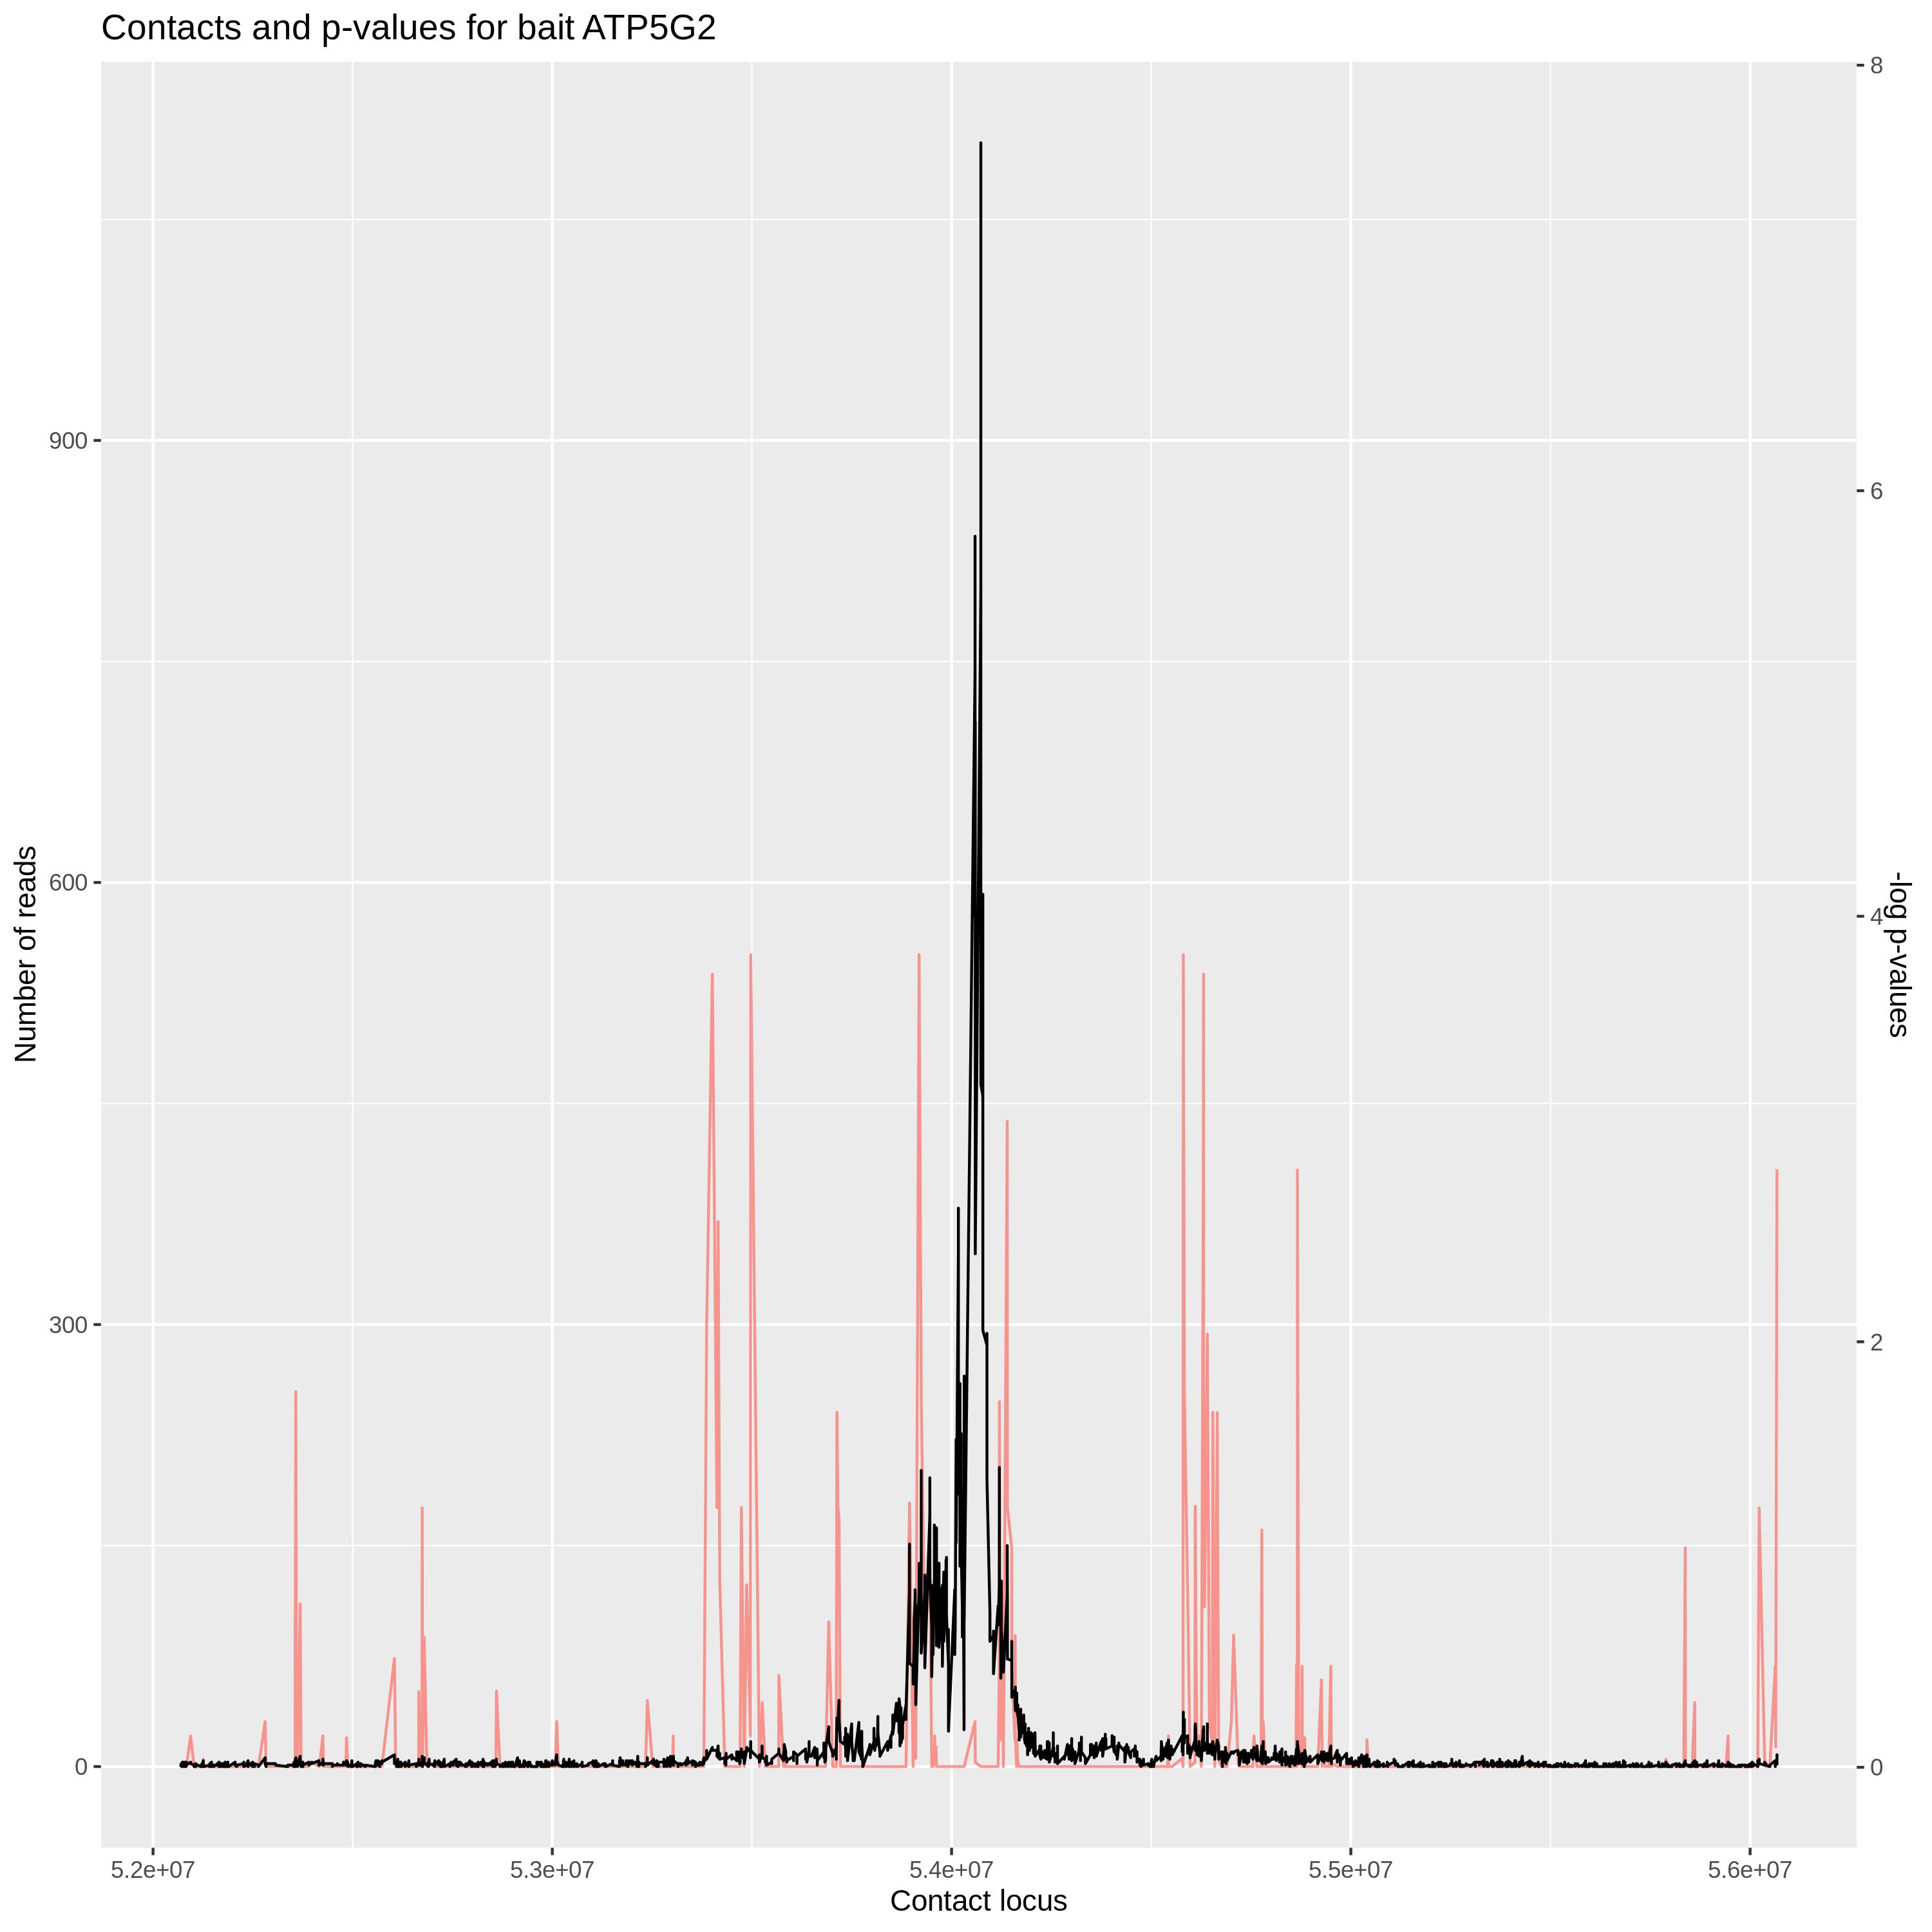 Contacts and p-values for bait ATP5G2
Number of reads
900
600
300
0
8
6
4
2
0
-log p-values
5.2e+07
5.3e+07
5.4e+07
5.5e+07
5.6e+07
Contact locus